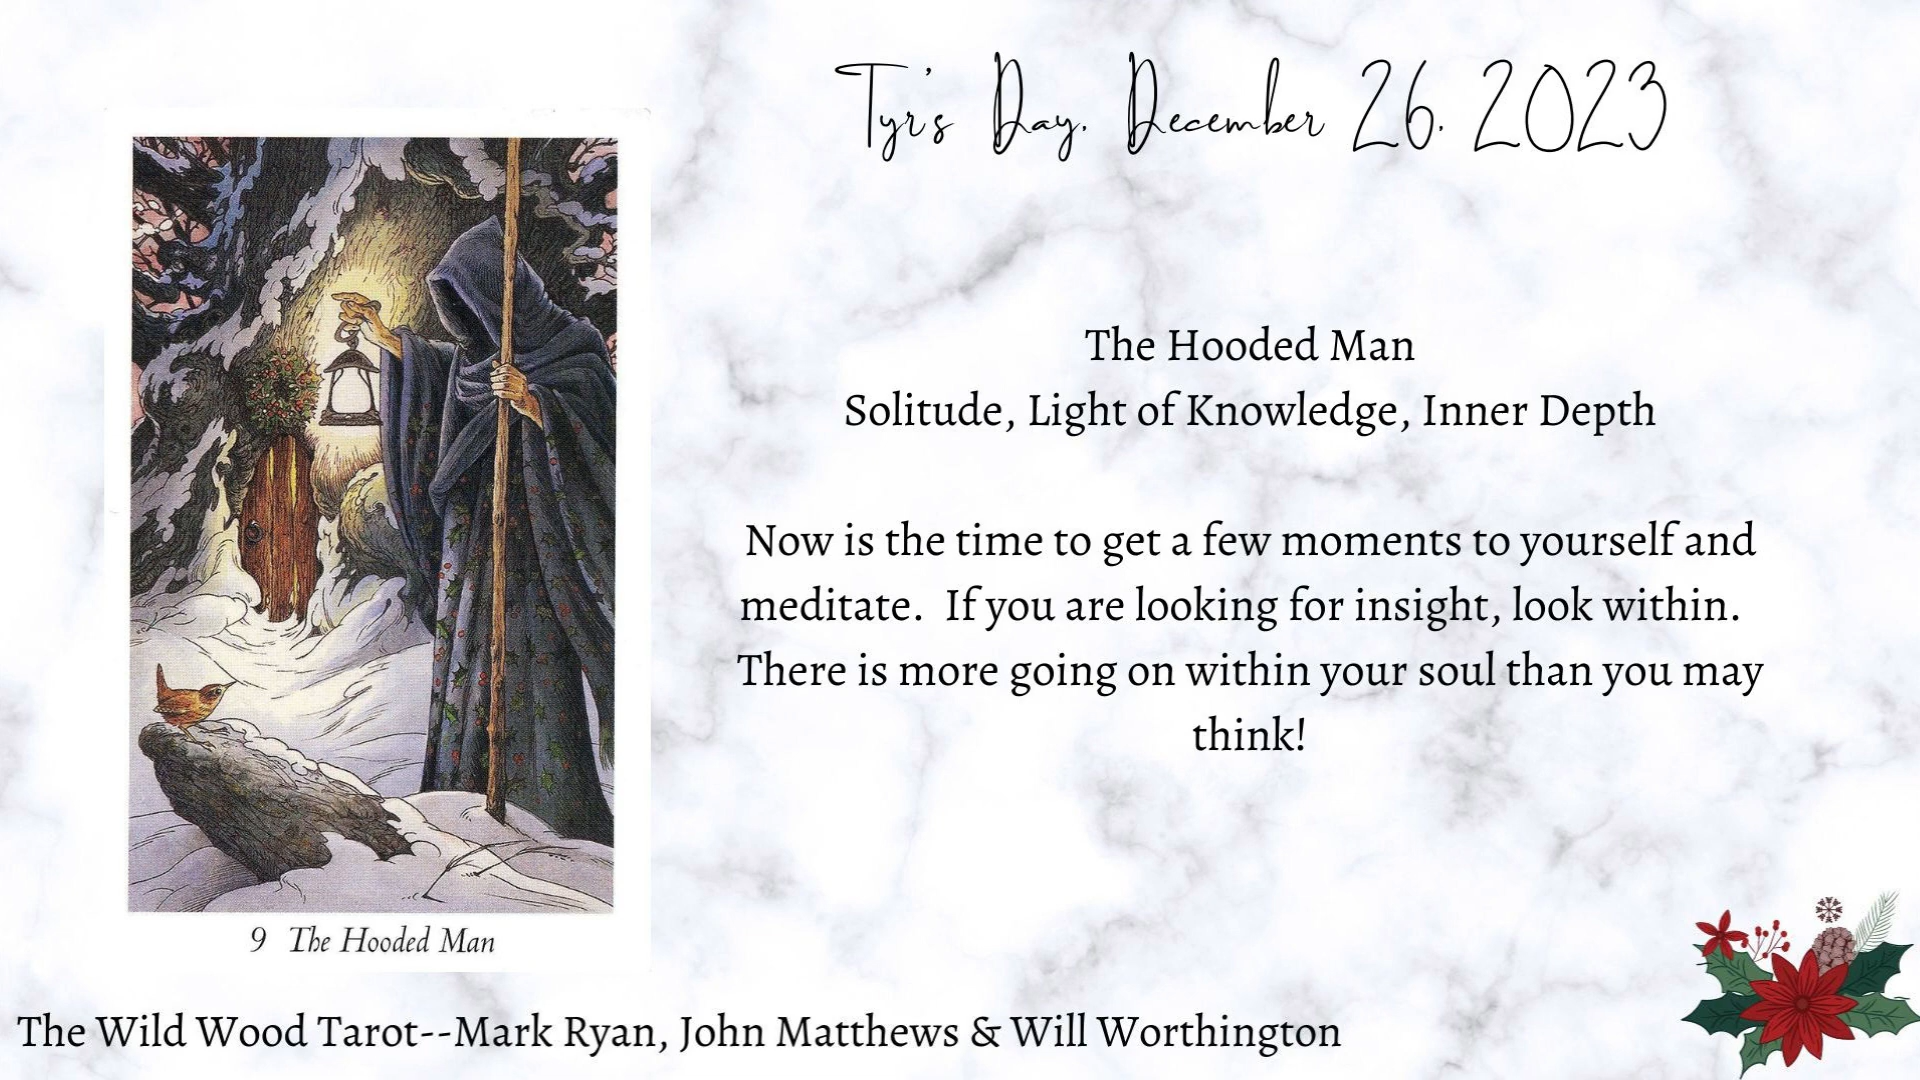 Tyr's Day, December 26, 2023
The Hooded Man
Solitude, Light of Knowledge, Inner Depth
Now is the time to get a few moments to yourself and
meditate.  If you are looking for insight, look within.
There is more going on within your soul than you may
think!
9 The Hooded Man
The Wild Wood Tarot--Mark Ryan, John Matthews & Will Worthington